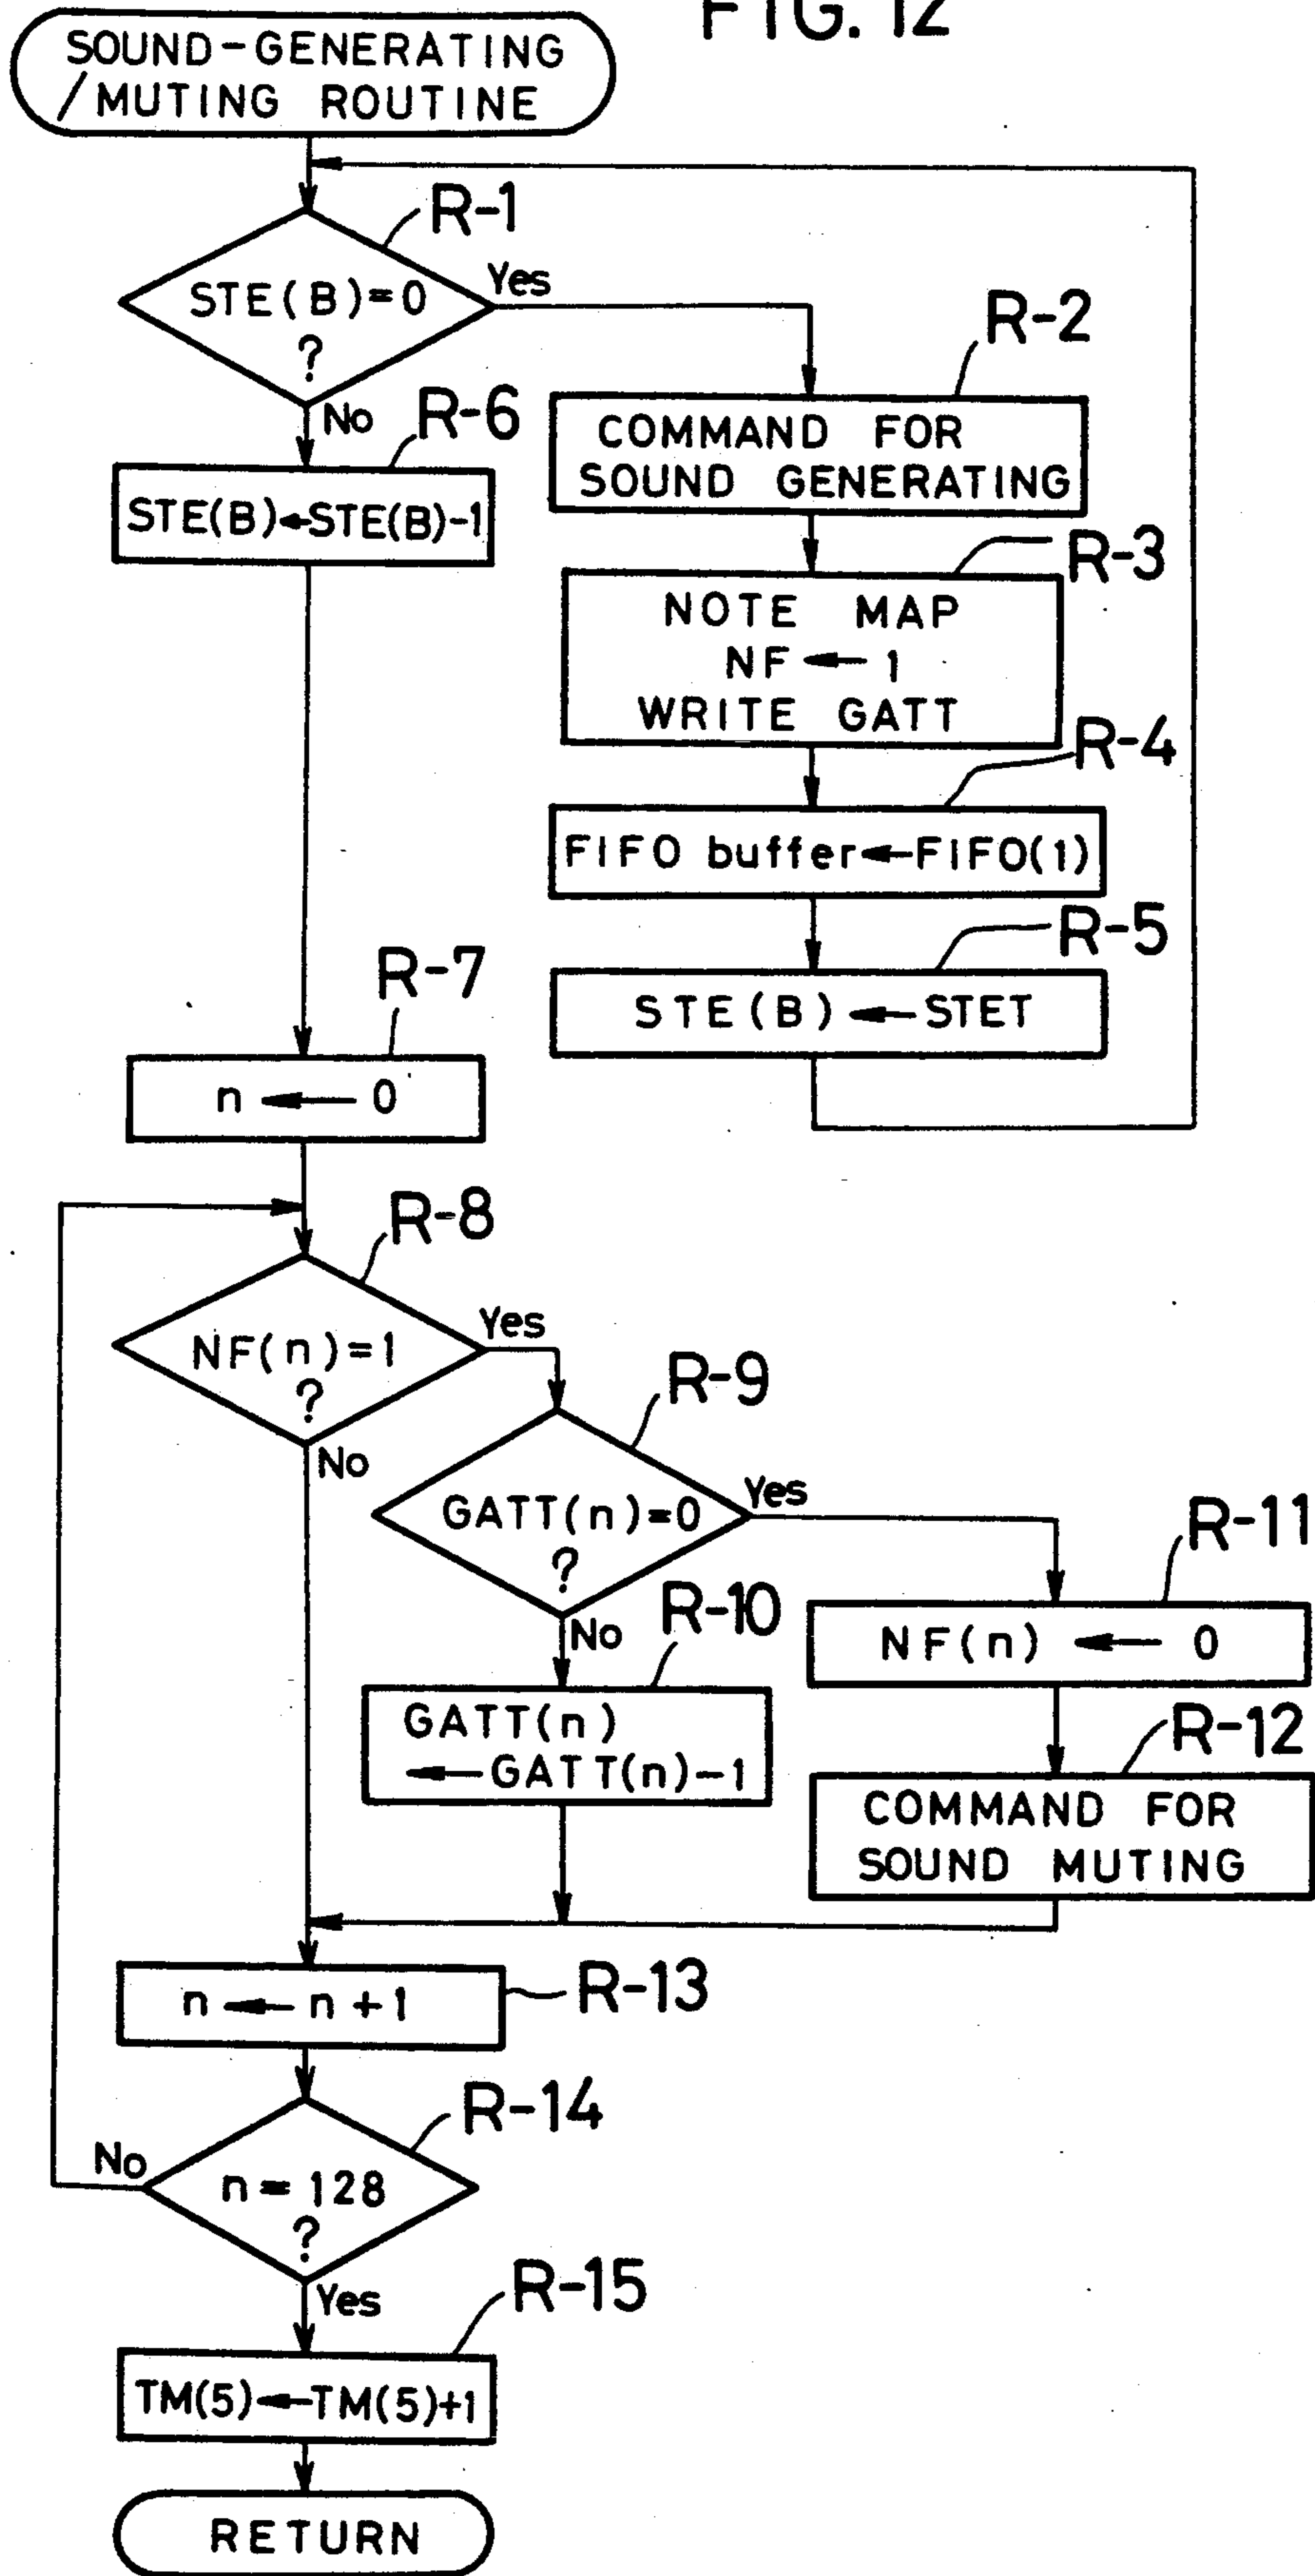 FIG. 12
SOUND-GENERATING
/MUTING ROUTINE
R-1
STE(B)=0
?
Yes
No
R-2
COMMAND FOR
SOUND GENERATING
R-6
STE(B)←STE(B)-1
R-3
NOTE MAP
NF ← 1
WRITE GATT
R-4
FIFO buffer←FIFO(1)
R-5
STE(B) ← STET
R-7
n ← 0
R-8
NF(n)=1
?
Yes
No
R-9
GATT(n)=0
?
Yes
No
R-10
GATT(n)
←GATT(n)-1
R-11
NF(n) ← 0
R-12
COMMAND FOR
SOUND MUTING
R-13
n ← n+1
R-14
n = 128
?
No
Yes
R-15
TM(5)←TM(5)+1
RETURN